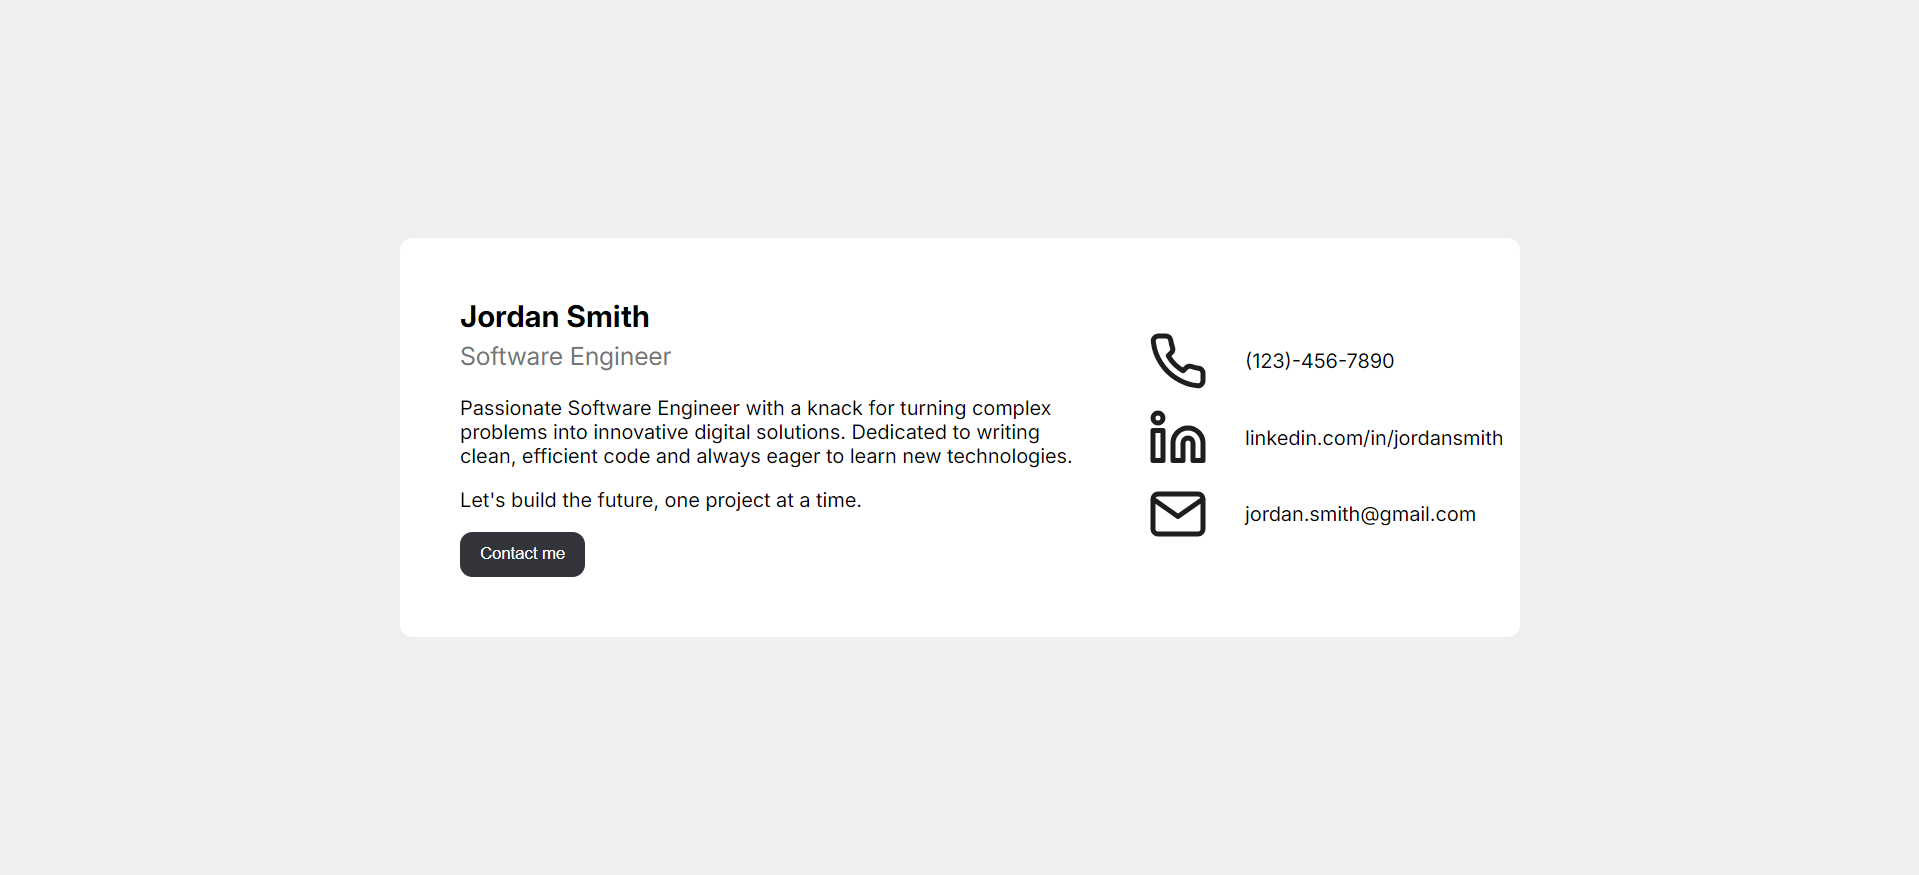 Jordan Smith
Software Engineer
Passionate Software Engineer with a knack for turning complex
problems into innovative digital solutions. Dedicated to writing
clean, efficient code and always eager to learn new technologies.
Let's build the future, one project at a time.
Contact me
(123)-456-7890
linkedin.com/in/jordansmith
jordan.smith@gmail.com